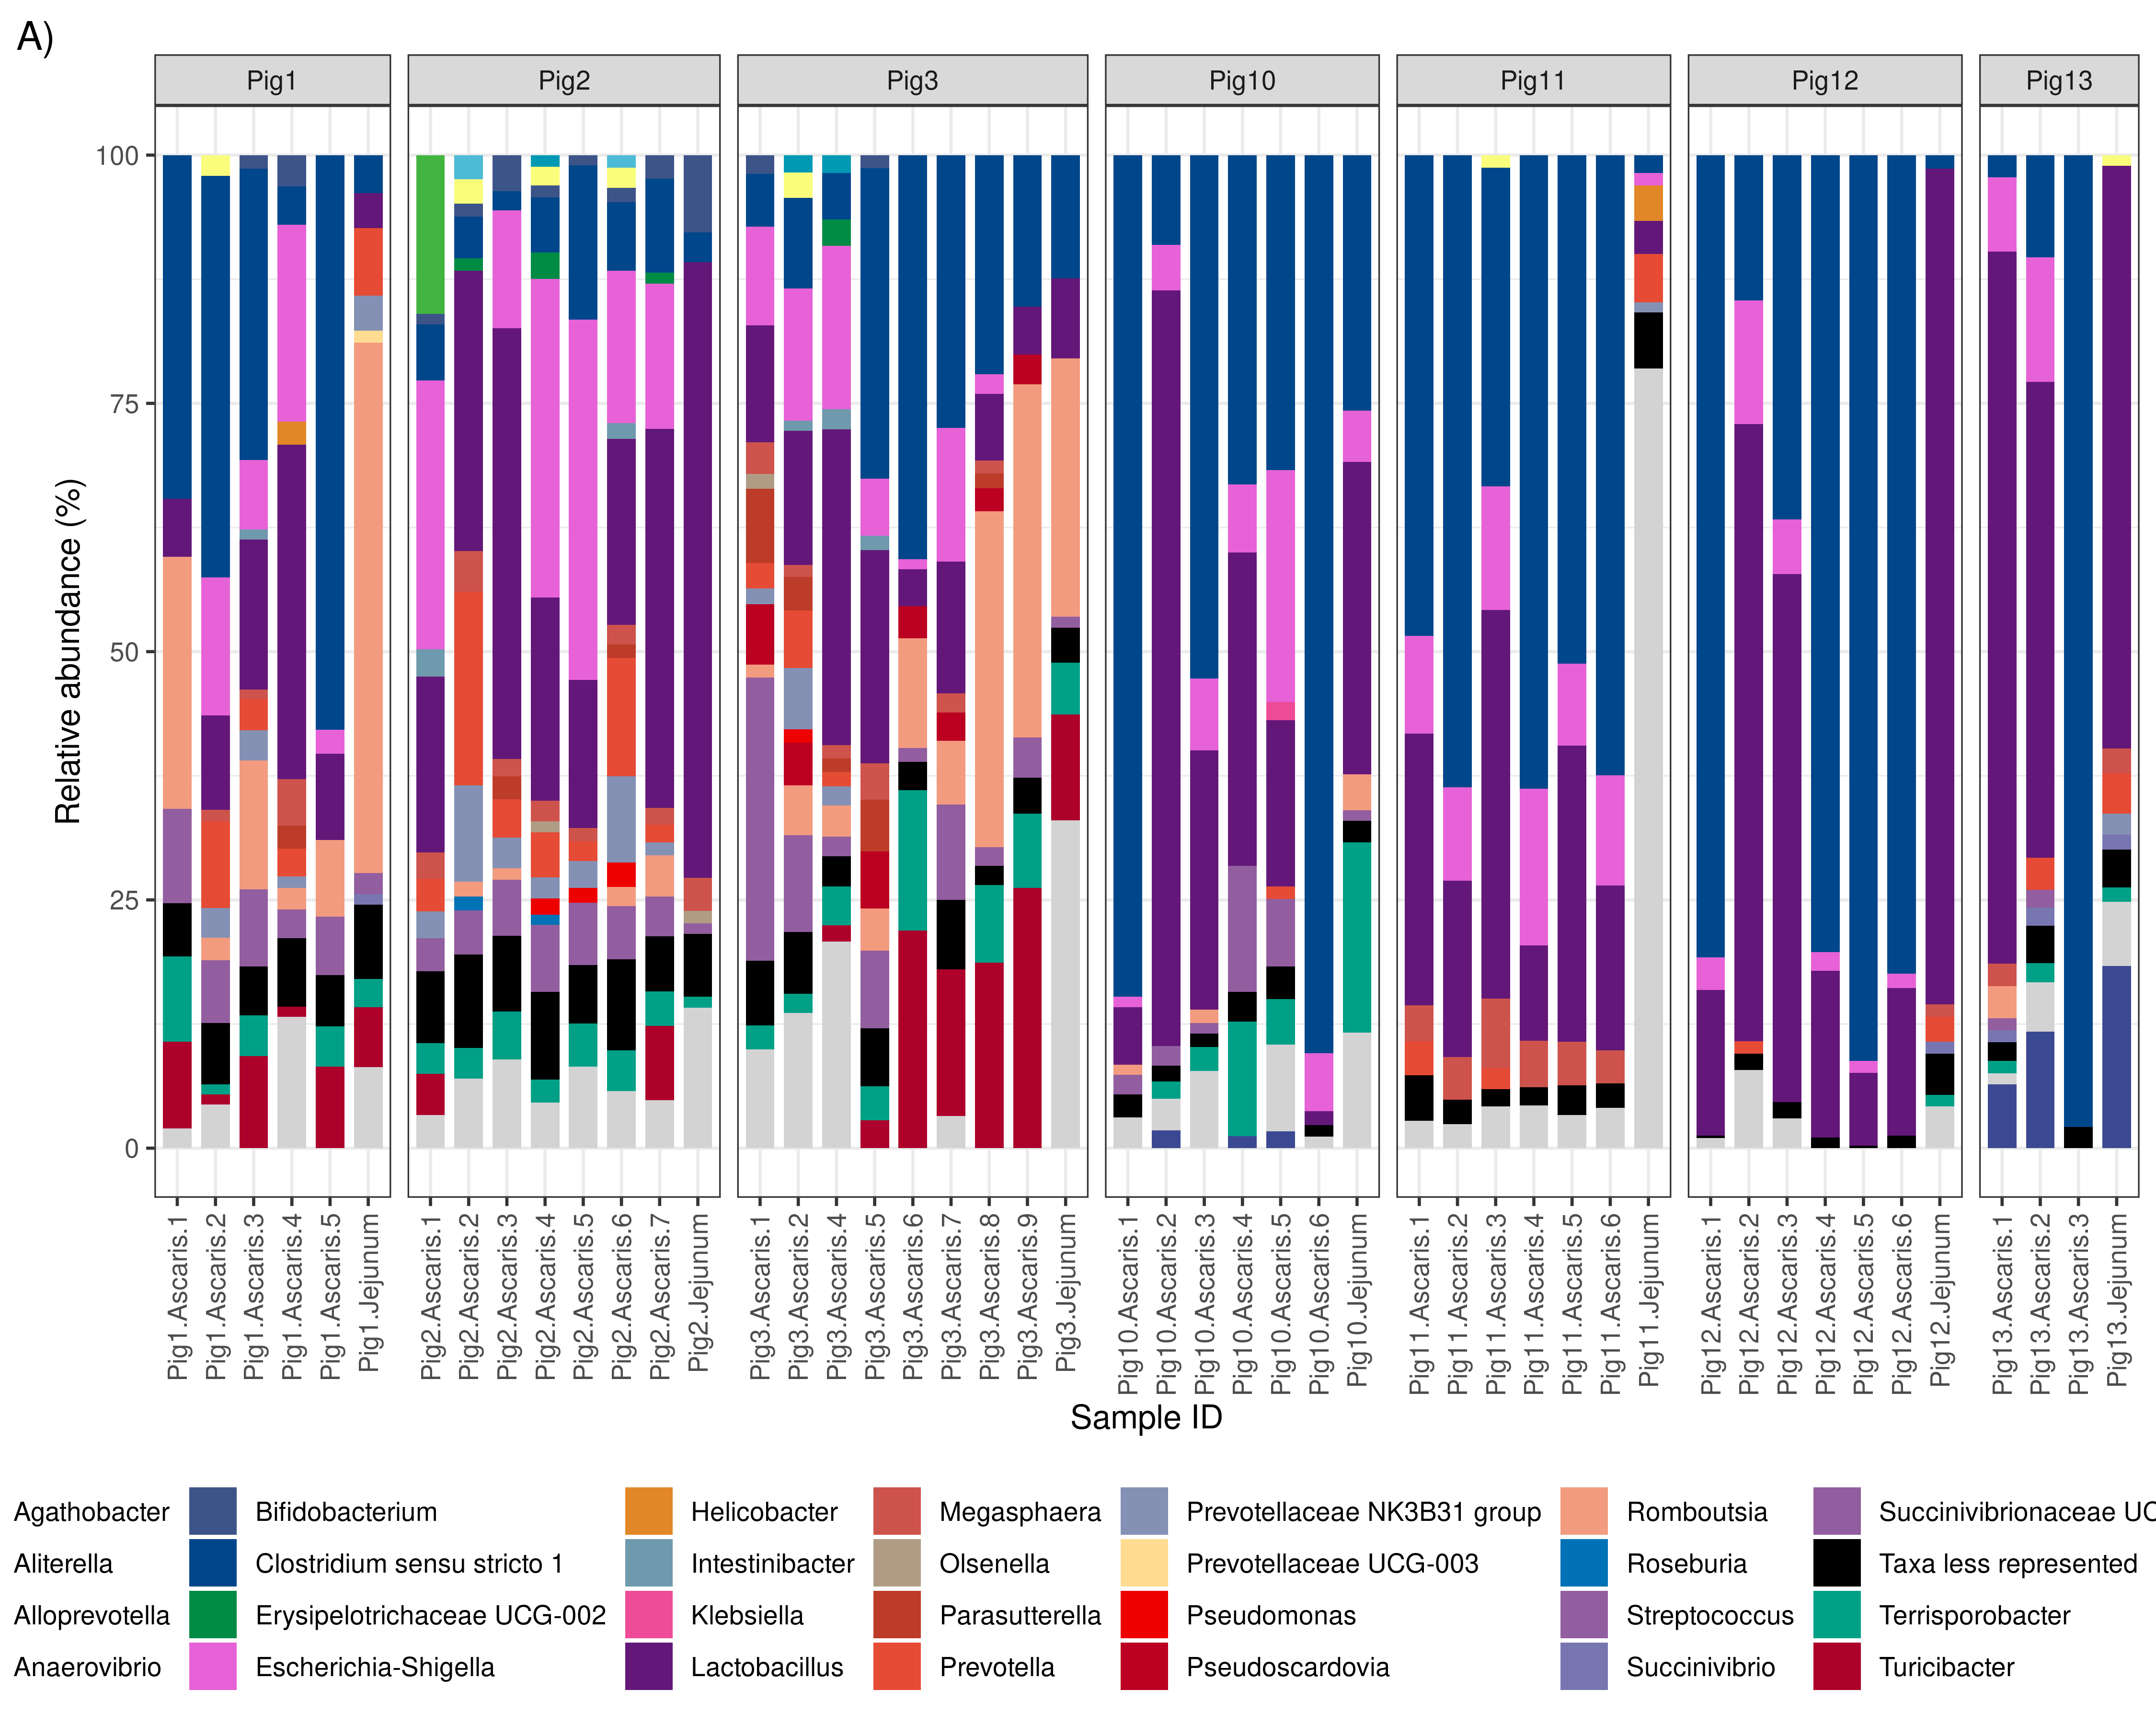 A)
Pig1 Pig2 Pig3 Pig10 Pig11 Pig12 Pig13
100
75
50
25
0
Relative abundance (%)
Pig1.Ascaris.1
Pig1.Ascaris.2
Pig1.Ascaris.3
Pig1.Ascaris.4
Pig1.Ascaris.5
Pig1.Jejunum
Pig2.Ascaris.1
Pig2.Ascaris.2
Pig2.Ascaris.3
Pig2.Ascaris.4
Pig2.Ascaris.5
Pig2.Ascaris.6
Pig2.Ascaris.7
Pig2.Jejunum
Pig3.Ascaris.1
Pig3.Ascaris.2
Pig3.Ascaris.4
Pig3.Ascaris.5
Pig3.Ascaris.6
Pig3.Ascaris.7
Pig3.Ascaris.8
Pig3.Ascaris.9
Pig3.Jejunum
Pig10.Ascaris.1
Pig10.Ascaris.2
Pig10.Ascaris.3
Pig10.Ascaris.4
Pig10.Ascaris.5
Pig10.Ascaris.6
Pig10.Jejunum
Pig11.Ascaris.1
Pig11.Ascaris.2
Pig11.Ascaris.3
Pig11.Ascaris.4
Pig11.Ascaris.5
Pig11.Ascaris.6
Pig11.Jejunum
Pig12.Ascaris.1
Pig12.Ascaris.2
Pig12.Ascaris.3
Pig12.Ascaris.4
Pig12.Ascaris.5
Pig12.Ascaris.6
Pig12.Jejunum
Pig13.Ascaris.1
Pig13.Ascaris.2
Pig13.Ascaris.3
Pig13.Jejunum
Sample ID
Agathobacter Bifidobacterium Helicobacter Megasphaera Prevotellaceae NK3B31 group Romboutsia Succinivibrionaceae UC
Aliterella Clostridium sensu stricto 1 Intestinibacter Olsenella Prevotellaceae UCG-003 Roseburia Taxa less represented
Alloprevotella Erysipelotrichaceae UCG-002 Klebsiella Parasutterella Pseudomonas Streptococcus Terrisporobacter
Anaerovibrio Escherichia-Shigella Lactobacillus Prevotella Pseudoscardovia Succinivibrio Turicibacter